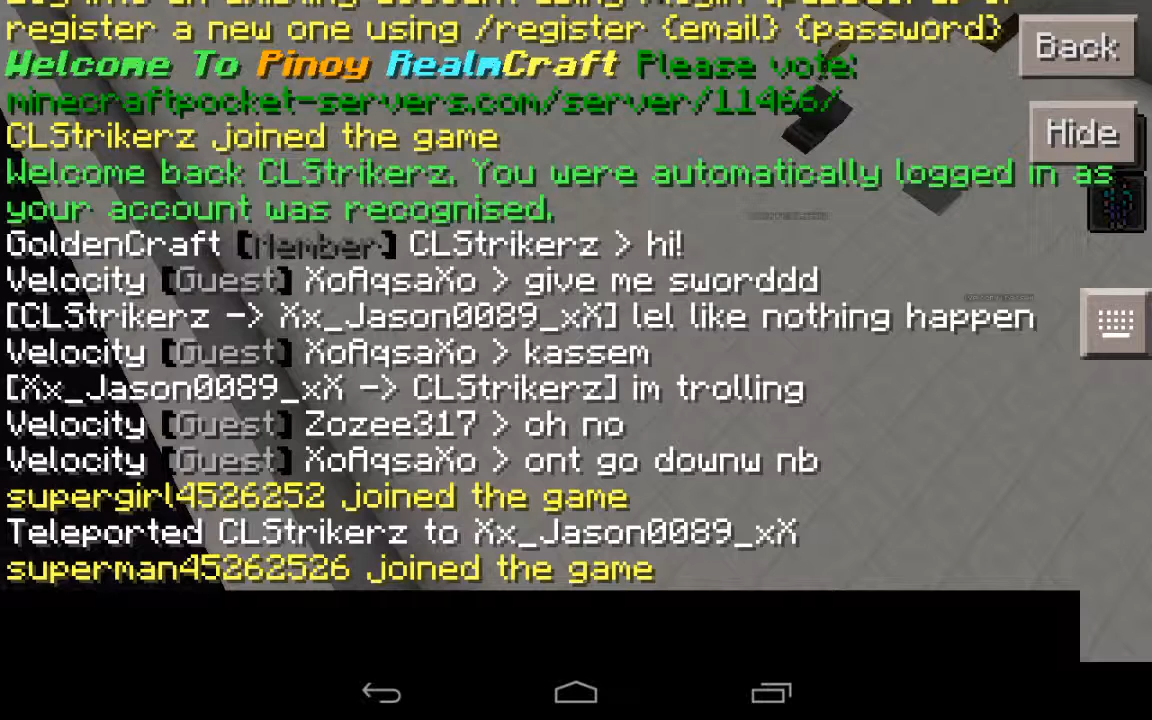 register a new one using /register {email} {password}
Welcome To Pinoy RealmCraft Please vote:
minecraftpocket-servers.com/server/11466/
CLStrikerz joined the game
Welcome back CLStrikerz. You were automatically logged in as
your account was recognised.
GoldenCraft [Member] CLStrikerz > hi!
Velocity [Guest] XoAqsaXo > give me sworddd
[CLStrikerz -> Xx_Jason0089_xX] lel like nothing happen
Velocity [Guest] XoAqsaXo > kassem
[Xx_Jason0089_xX -> CLStrikerz] im trolling
Velocity [Guest] Zozee317 > oh no
Velocity [Guest] XoAqsaXo > ont go downw nb
supergirl4526252 joined the game
Teleported CLStrikerz to Xx_Jason0089_xX
superman45262526 joined the game
Back
Hide